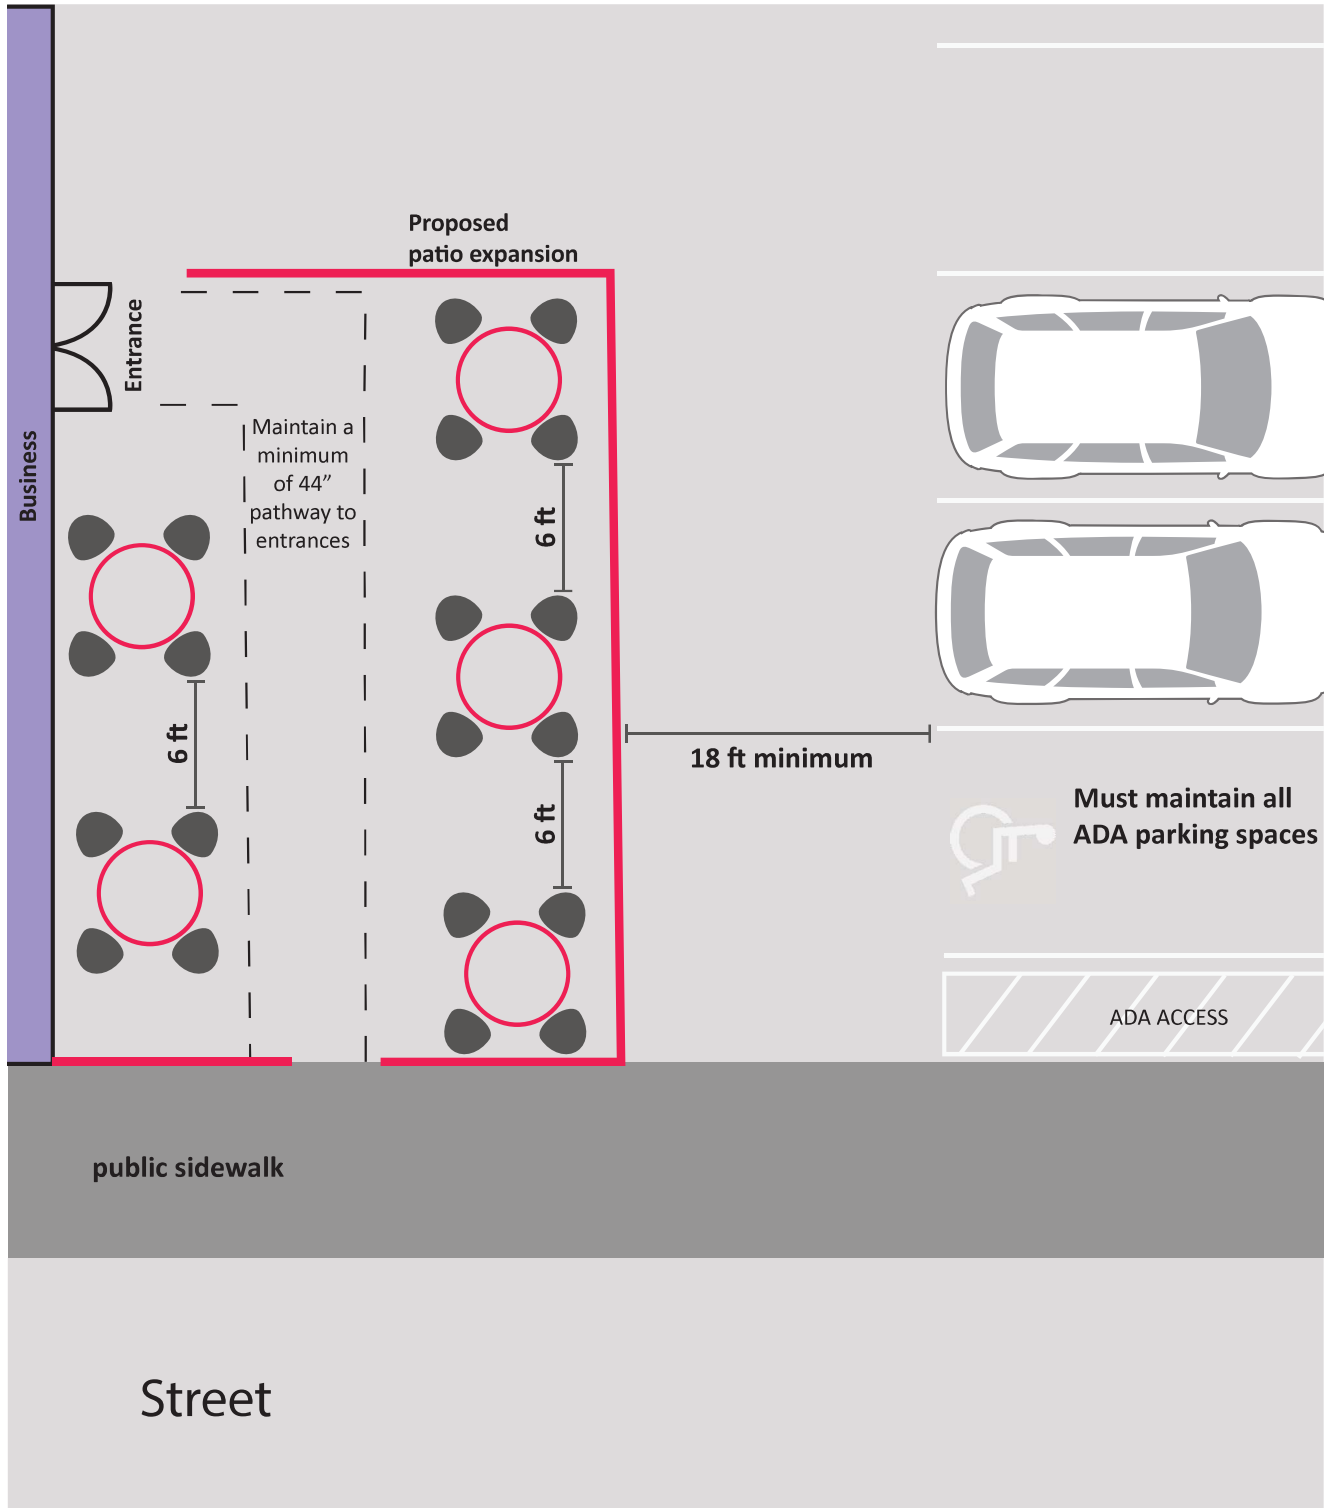 Proposed
patio expansion
Entrance
Business
Maintain a
minimum
of 44”
pathway to
entrances
6 ft
6 ft
6 ft
18 ft minimum
Must maintain all
ADA parking spaces
ADA ACCESS
public sidewalk
Street